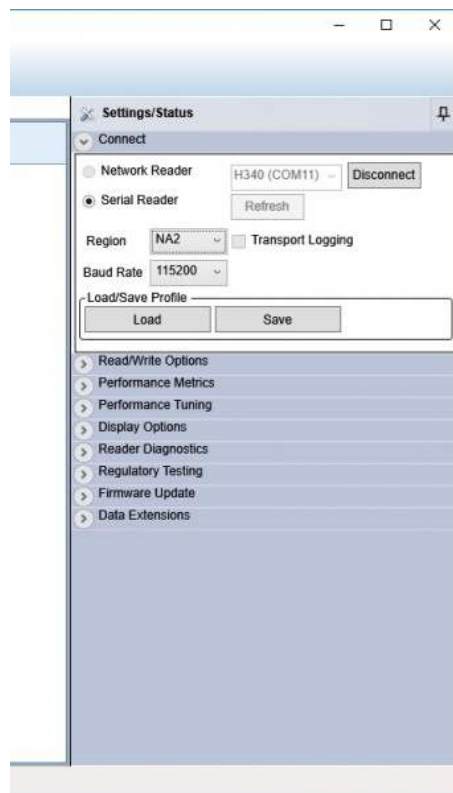 Settings/Status
Connect
Network Reader
H340 (COM11)
Disconnect
Serial Reader
Refresh
Region
NA2
Transport Logging
Baud Rate
115200
Load/Save Profile
Load
Save
Read/Write Options
Performance Metrics
Performance Tuning
Display Options
Reader Diagnostics
Regulatory Testing
Firmware Update
Data Extensions